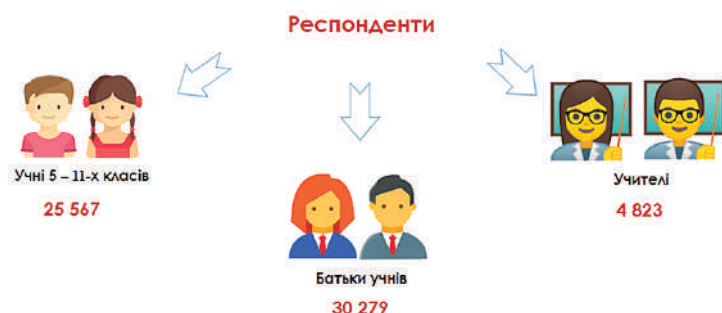 Респонденти
Учні 5 – 11-х класів
25 567
Батьки учнів
30 279
Учителі
4 823